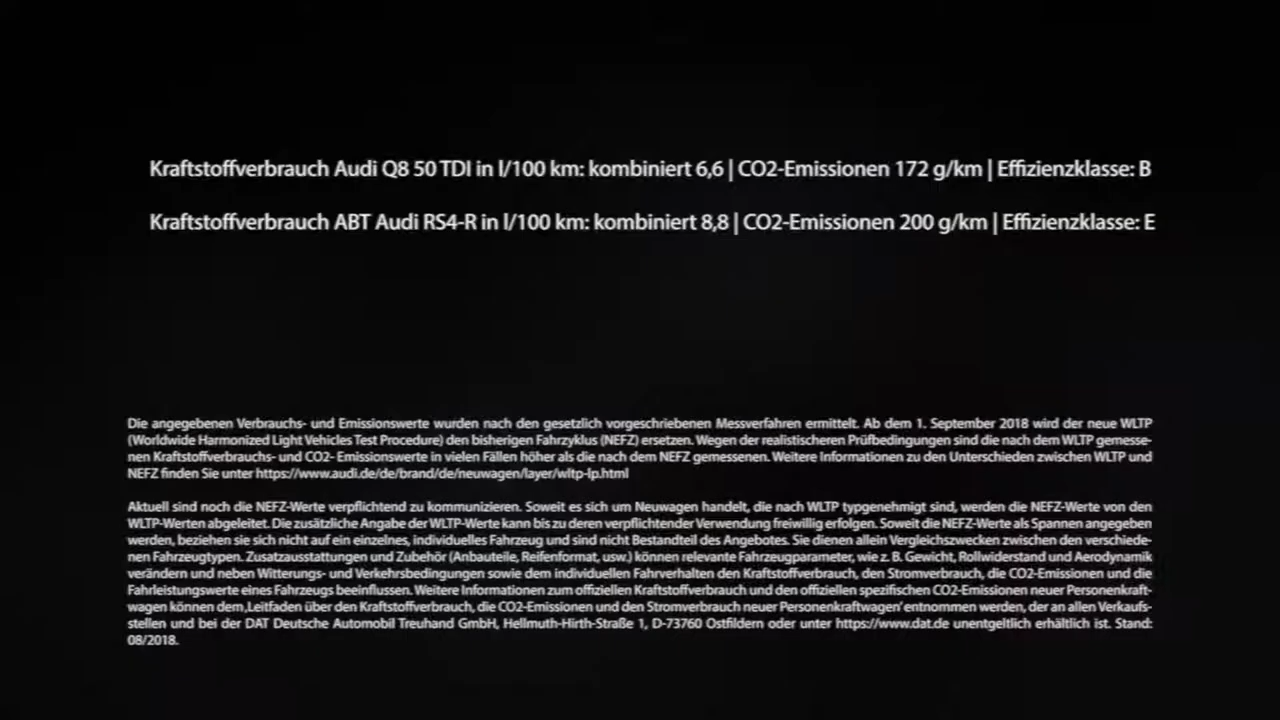 Kraftstoffverbrauch Audi Q8 50 TDI in l/100 km: kombiniert 6,6 | CO2-Emissionen 172 g/km | Effizienzklasse: B
Kraftstoffverbrauch ABT Audi RS4-R in l/100 km: kombiniert 8,8 | CO2-Emissionen 200 g/km | Effizienzklasse: E
Die angegebenen Verbrauchs- und Emissionswerte wurden nach den gesetzlich vorgeschriebenen Messverfahren ermittelt. Ab dem 1. September 2018 wird der neue WLTP
(Worldwide Harmonized Light Vehicles Test Procedure) den bisherigen Fahrzyklus (NEFZ) ersetzen. Wegen der realistischeren Prüfbedingungen sind die nach dem WLTP gemesse-
nen Kraftstoffverbrauchs- und CO2- Emissionswerte in vielen Fällen höher als die nach dem NEFZ gemessenen. Weitere Informationen zu den Unterschieden zwischen WLTP und
NEFZ finden Sie unter https://www.audi.de/de/brand/de/neuwagen/layer/wltp-lp.html
Aktuell sind noch die NEFZ-Werte verpflichtend zu kommunizieren. Soweit es sich um Neuwagen handelt, die nach WLTP typgenehmigt sind, werden die NEFZ-Werte von den
WLTP-Werten abgeleitet. Die zusätzliche Angabe der WLTP-Werte kann bis zu deren verpflichtender Verwendung freiwillig erfolgen. Soweit die NEFZ-Werte als Spannen angegeben
werden, beziehen sie sich nicht auf ein einzelnes, individuelles Fahrzeug und sind nicht Bestandteil des Angebotes. Sie dienen allein Vergleichszwecken zwischen den verschiede-
nen Fahrzeugtypen. Zusatzausstattungen und Zubehör (Anbauteile, Reifenformat, usw.) können relevante Fahrzeugparameter, wie z. B. Gewicht, Rollwiderstand und Aerodynamik
verändern und neben Witterungs- und Verkehrsbedingungen sowie dem individuellen Fahrverhalten den Kraftstoffverbrauch, den Stromverbrauch, die CO2-Emissionen und die
Fahrleistungswerte eines Fahrzeugs beeinflussen. Weitere Informationen zum offiziellen Kraftstoffverbrauch und den offiziellen spezifischen CO2-Emissionen neuer Personenkraft-
wagen können dem ‚Leitfaden über den Kraftstoffverbrauch, die CO2-Emissionen und den Stromverbrauch neuer Personenkraftwagen‘ entnommen werden, der an allen Verkaufs-
stellen und bei der DAT Deutsche Automobil Treuhand GmbH, Hellmuth-Hirth-Straße 1, D-73760 Ostfildern oder unter https://www.dat.de unentgeltlich erhältlich ist. Stand:
08/2018.